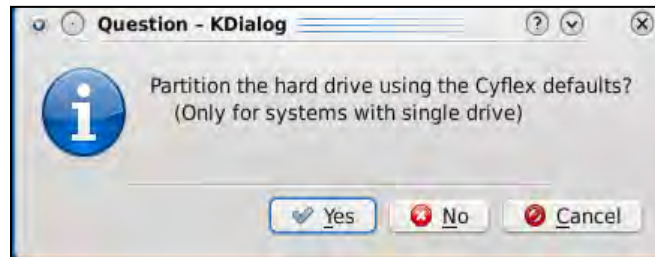 Question – KDialog
Partition the hard drive using the Cyflex defaults?
(Only for systems with single drive)
Yes No Cancel